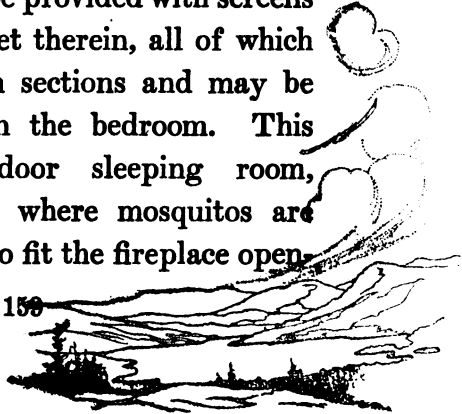 provided with screens
et therein, all of which
sections and may be
the bedroom. This
door sleeping room,
where mosquitos are
o fit the fireplace open-
159